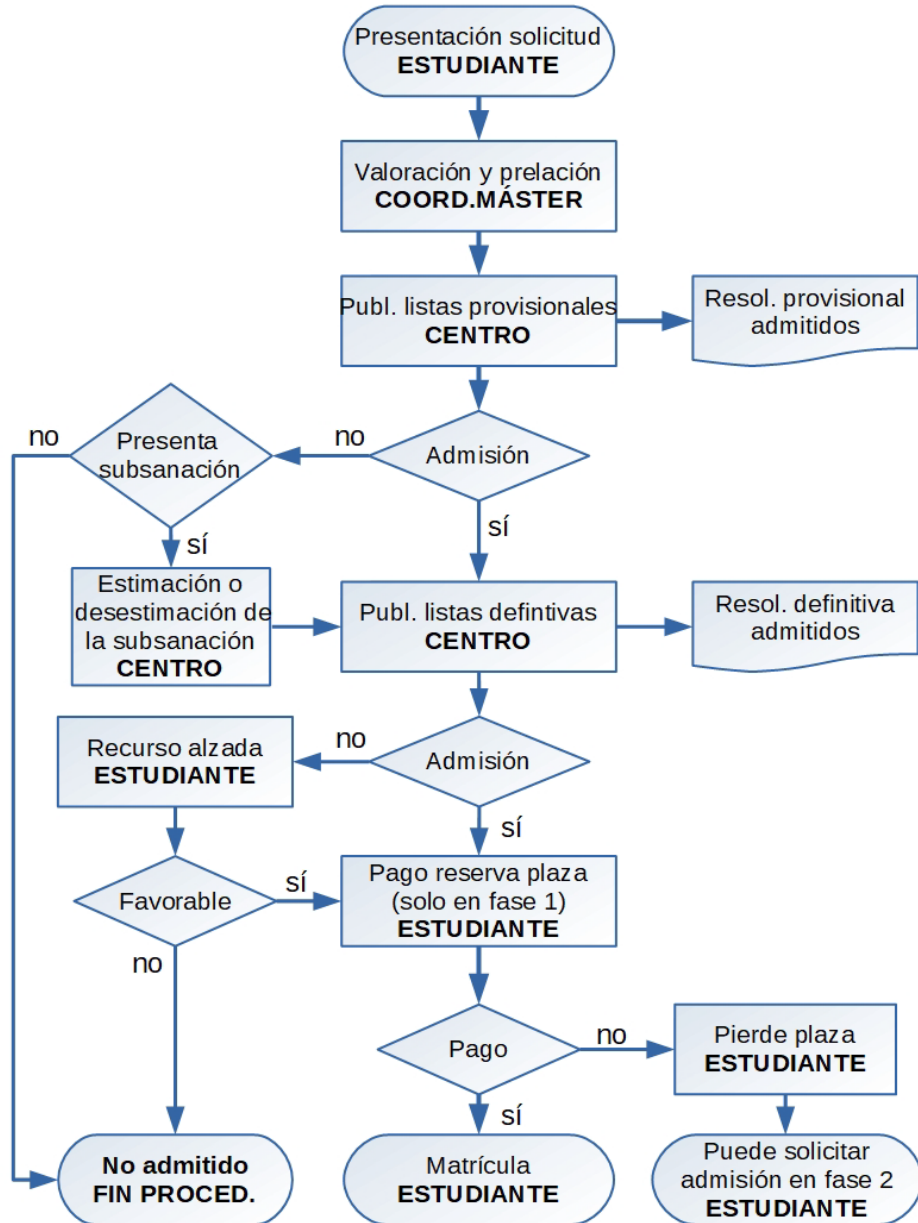 Presentación solicitud
ESTUDIANTE
Valoración y prelación
COORD.MÁSTER
Publ. listas provisionales
CENTRO
Resol. provisional
admitidos
Admisión
no
Presenta
subsanación
no
sí
sí
Estimación o
desestimación de
la subsanación
CENTRO
Publ. listas defintivas
CENTRO
Resol. definitiva
admitidos
Admisión
no
Recurso alzada
ESTUDIANTE
sí
Favorable
sí
no
Pago reserva plaza
(solo en fase 1)
ESTUDIANTE
Pago
no
Pierde plaza
ESTUDIANTE
sí
No admitido
FIN PROCED.
Matrícula
ESTUDIANTE
Puede solicitar
admisión en fase 2
ESTUDIANTE